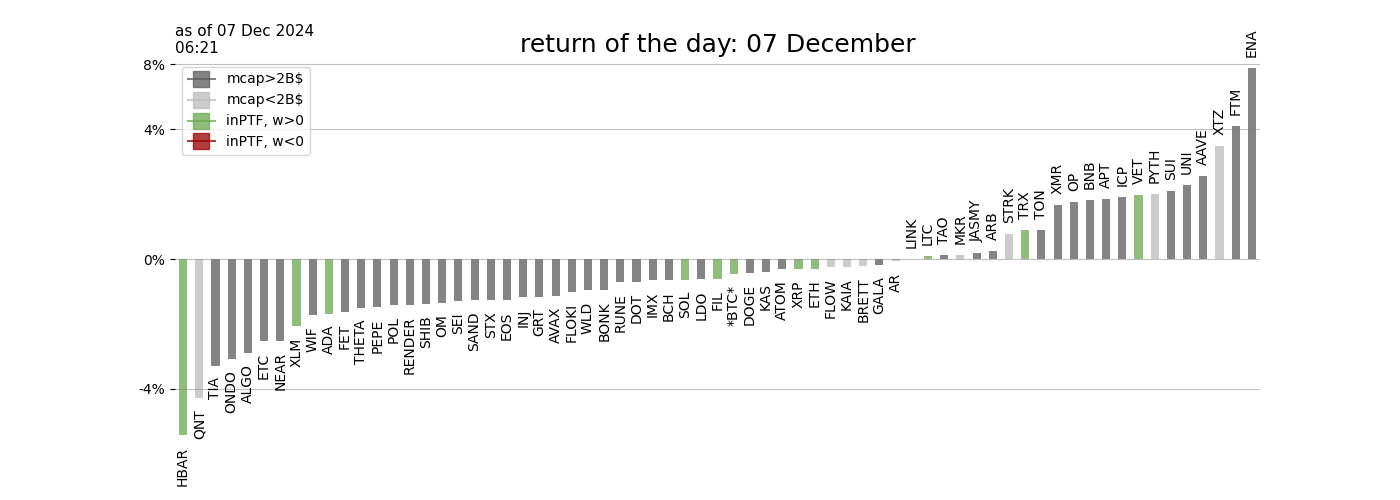 as of 07 Dec 2024
06:21
return of the day: 07 December
mcap>2B$
mcap<2B$
inPTF, w>0
inPTF, w<0
8%
4%
0%
-4%
HBAR
QNT
TIA
ONDO
ALGO
ETC
NEAR
XLM
WIF
ADA
FET
THETA
PEPE
POL
RENDER
SHIB
OM
SEI
SAND
STX
EOS
INJ
GRT
AVAX
FLOKI
WLD
BONK
RUNE
DOT
IMX
BCH
SOL
LDO
FIL
*BTC*
DOGE
KAS
ATOM
XRP
ETH
FLOW
KAIA
BRETT
GALA
AR
LINK
LTC
TAO
MKR
JASMY
ARB
STRK
TRX
TON
XMR
OP
BNB
APT
ICP
VET
PYTH
SUI
UNI
AAVE
XTZ
FTM
ENA